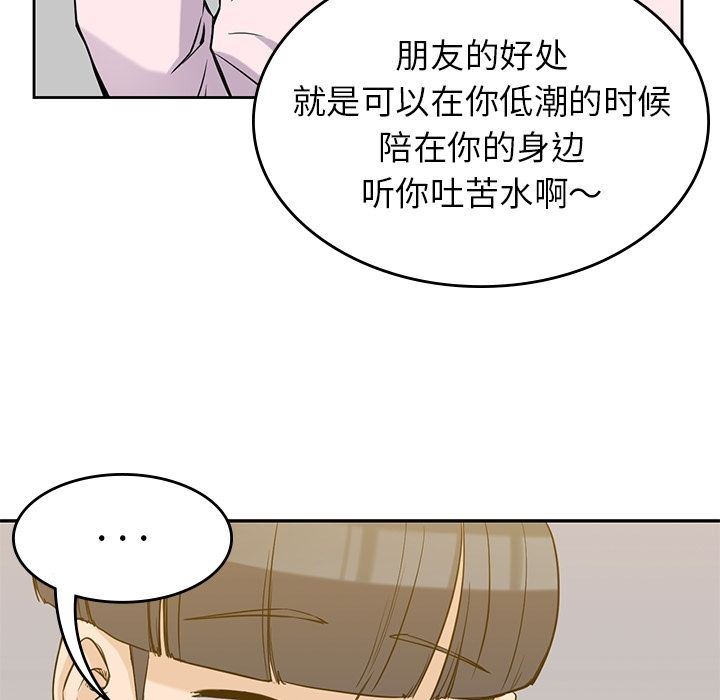 朋友的好处
就是可以在你低潮的时候
陪在你的身边
听你吐苦水啊～
...